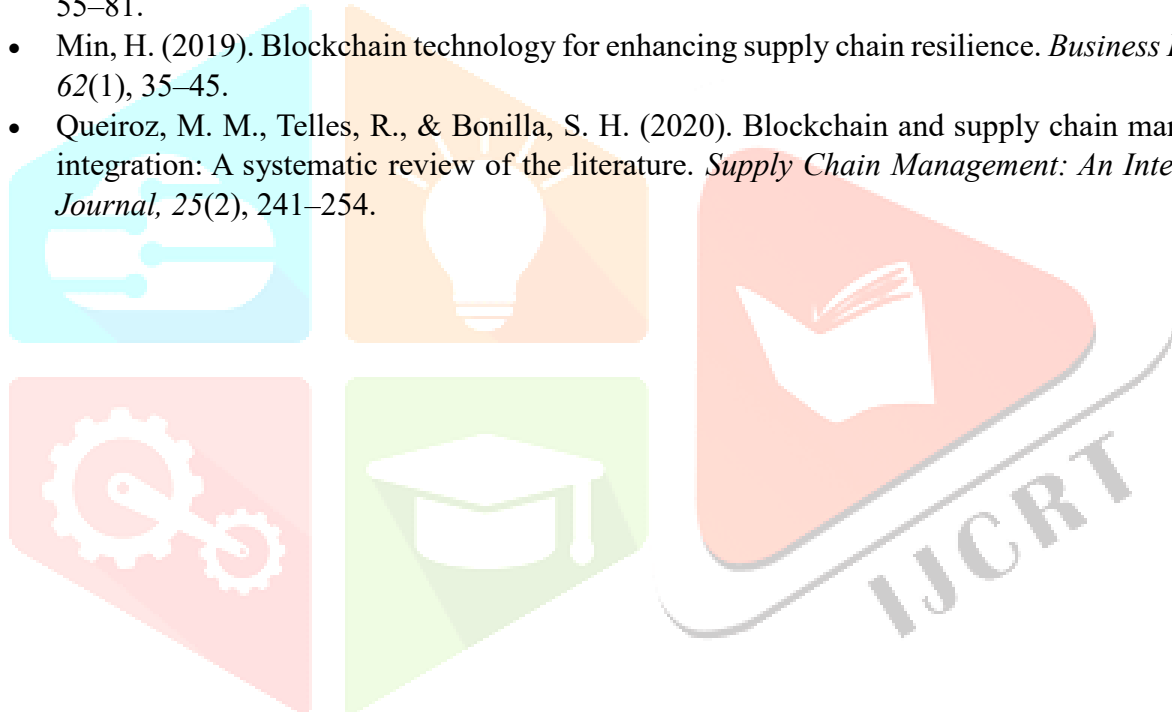 55–81.
• Min, H. (2019). Blockchain technology for enhancing supply chain resilience. Business
62(1), 35–45.
• Queiroz, M. M., Telles, R., & Bonilla, S. H. (2020). Blockchain and supply chain
integration: A systematic review of the literature. Supply Chain Management: An
Journal, 25(2), 241–254.
IJCRT